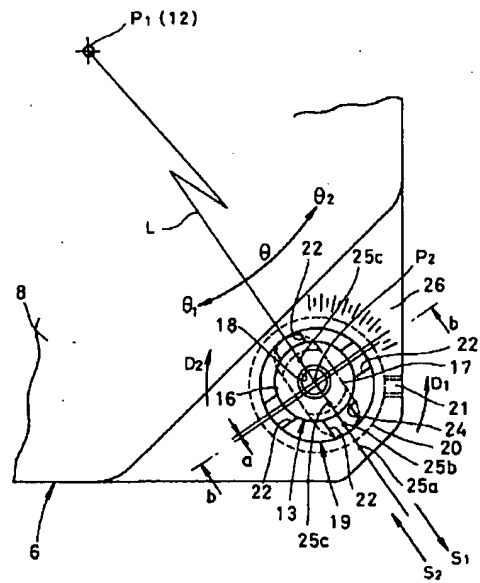 P₁ (12)
θ₂
L
θ
25c
P₂
θ₁
22
26
8
b
18
22
D₂
17
16
D₁
21
24
a
20
b
25b
22
22
25a
6
13
19
25c
S₁
S₂